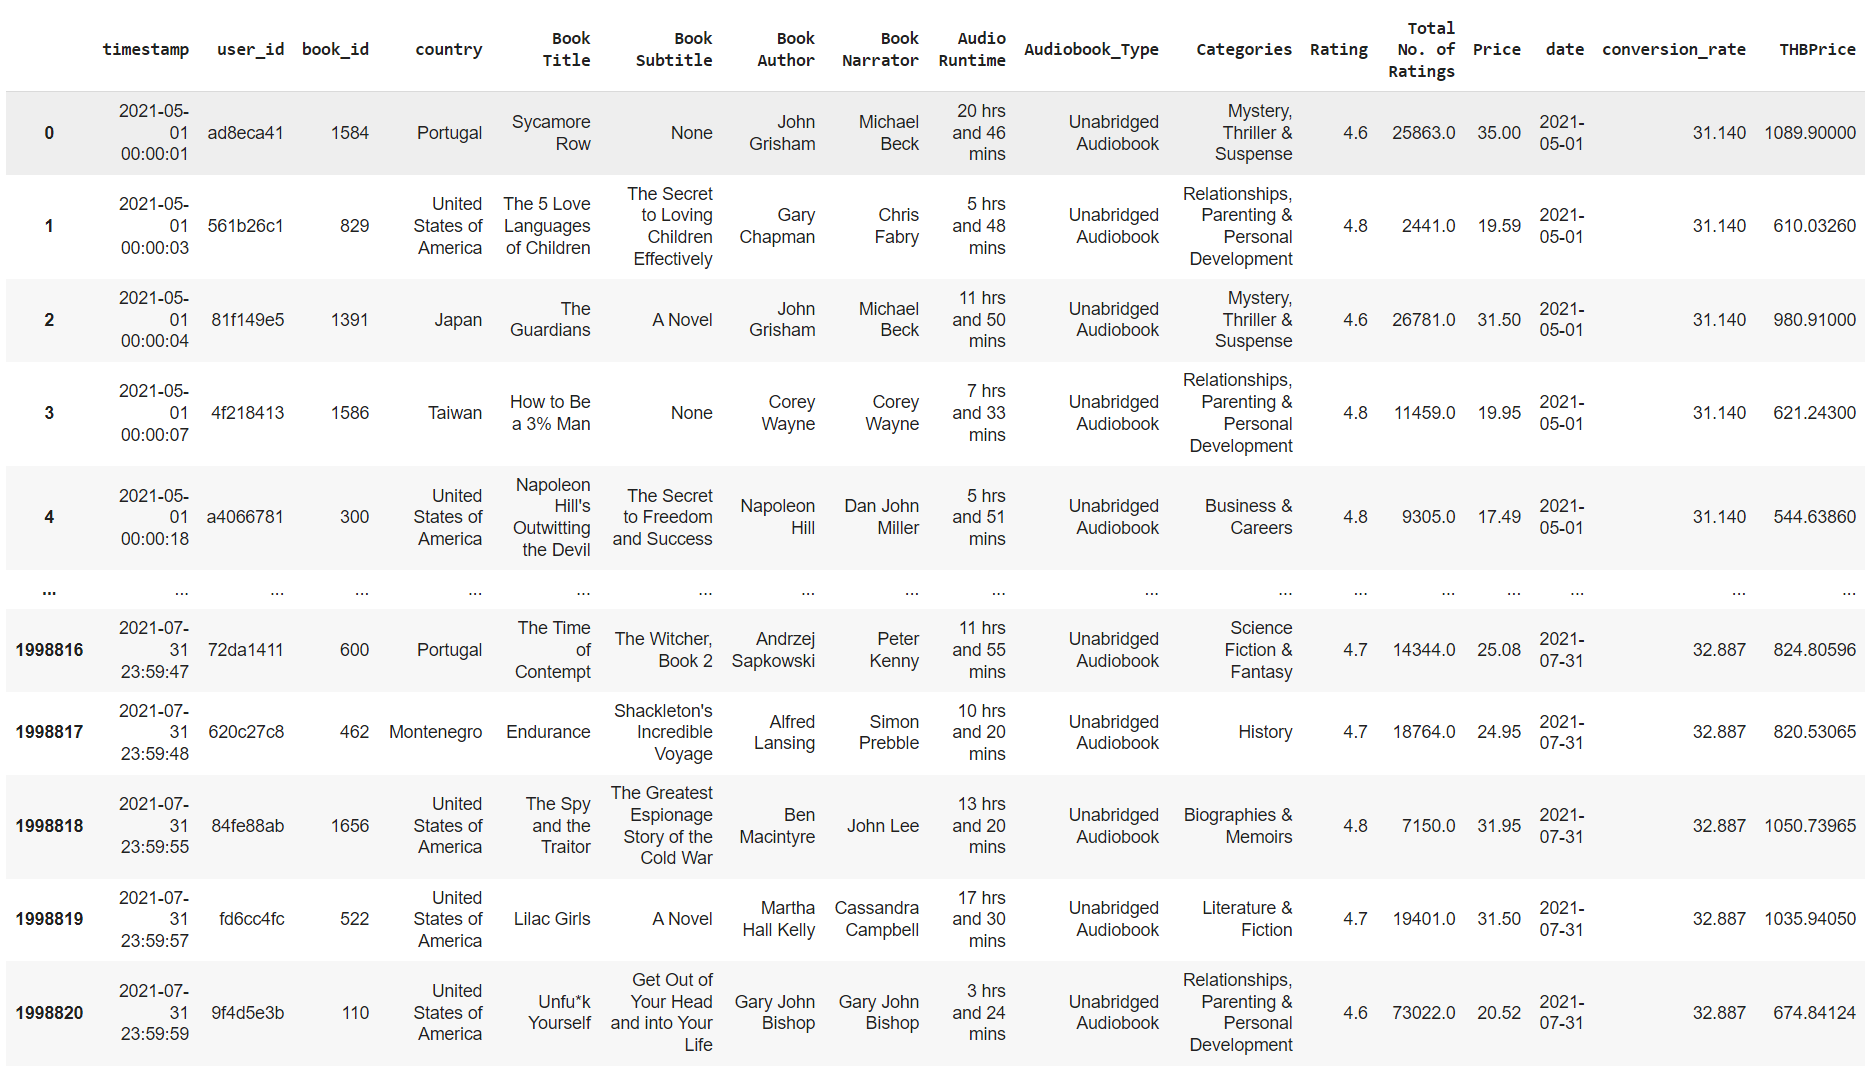 timestamp user_id book_id country Book Title Book Subtitle Book Author Book Narrator Audio Runtime Audiobook_Type Categories Rating Total No. of Ratings Price date conversion_rate THBPrice
0 2021-05-01 00:00:01 ad8eca41 1584 Portugal Sycamore Row None John Grisham Michael Beck 20 hrs and 46 mins Unabridged Audiobook Mystery, Thriller & Suspense 4.6 25863.0 35.00 2021-05-01 31.140 1089.90000
1 2021-05-01 00:00:03 561b26c1 829 United States of America The 5 Love Languages of Children The Secret to Loving Children Effectively Gary Chapman Chris Fabry 5 hrs and 48 mins Unabridged Audiobook Relationships, Parenting & Personal Development 4.8 2441.0 19.59 2021-05-01 31.140 610.03260
2 2021-05-01 00:00:04 81f149e5 1391 Japan The Guardians A Novel John Grisham Michael Beck 11 hrs and 50 mins Unabridged Audiobook Mystery, Thriller & Suspense 4.6 26781.0 31.50 2021-05-01 31.140 980.91000
3 2021-05-01 00:00:07 4f218413 1586 Taiwan How to Be a 3% Man None Corey Wayne Corey Wayne 7 hrs and 33 mins Unabridged Audiobook Relationships, Parenting & Personal Development 4.8 11459.0 19.95 2021-05-01 31.140 621.24300
4 2021-05-01 00:00:18 a4066781 300 United States of America Napoleon Hill's Outwitting the Devil The Secret to Freedom and Success Napoleon Hill Dan John Miller 5 hrs and 51 mins Unabridged Audiobook Business & Careers 4.8 9305.0 17.49 2021-05-01 31.140 544.63860
... ... ... ... ... ... ... ... ... ... ... ... ... ... ... ... ... ...
1998816 2021-07-31 23:59:47 72da1411 600 Portugal The Time of Contempt The Witcher, Book 2 Andrzej Sapkowski Peter Kenny 11 hrs and 55 mins Unabridged Audiobook Science Fiction & Fantasy 4.7 14344.0 25.08 2021-07-31 32.887 824.80596
1998817 2021-07-31 23:59:48 620c27c8 462 Montenegro Endurance Shackleton's Incredible Voyage Alfred Lansing Simon Prebble 10 hrs and 20 mins Unabridged Audiobook History 4.7 18764.0 24.95 2021-07-31 32.887 820.53065
1998818 2021-07-31 23:59:55 84fe88ab 1656 United States of America The Spy and the Traitor The Greatest Espionage Story of the Cold War Ben Macintyre John Lee 13 hrs and 20 mins Unabridged Audiobook Biographies & Memoirs 4.8 7150.0 31.95 2021-07-31 32.887 1050.73965
1998819 2021-07-31 23:59:57 fd6cc4fc 522 United States of America Lilac Girls A Novel Martha Hall Kelly Cassandra Campbell 17 hrs and 30 mins Unabridged Audiobook Literature & Fiction 4.7 19401.0 31.50 2021-07-31 32.887 1035.94050
1998820 2021-07-31 23:59:59 9f4d5e3b 110 United States of America Unfu*k Yourself Get Out of Your Head and into Your Life Gary John Bishop Gary John Bishop 3 hrs and 24 mins Unabridged Audiobook Relationships, Parenting & Personal Development 4.6 73022.0 20.52 2021-07-31 32.887 674.84124